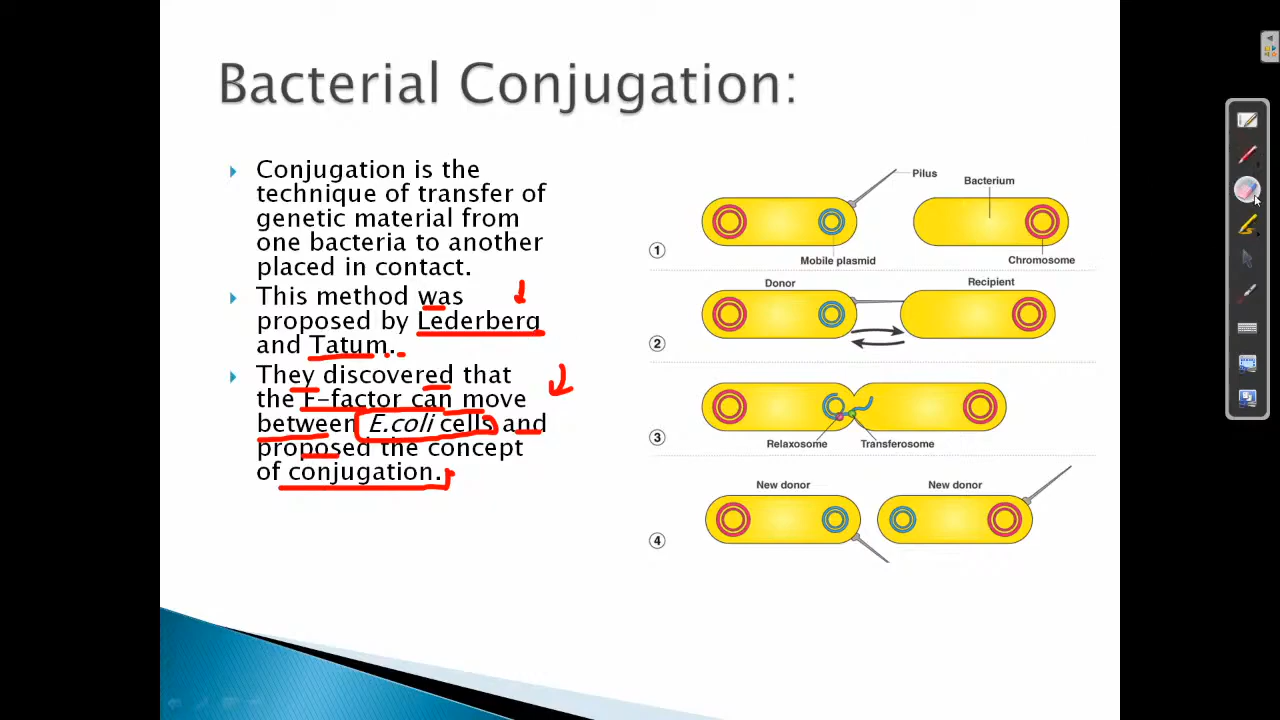 Bacterial Conjugation:
Conjugation is the
technique of transfer of
genetic material from
one bacteria to another
placed in contact.
This method was
proposed by Lederberg
and Tatum.
They discovered that
the F-factor can move
between E.coli cells and
proposed the concept
of conjugation.
Pilus
Bacterium
1
Mobile plasmid
Chromosome
Donor
Recipient
2
3
Relaxosome
Transferosome
New donor
New donor
4